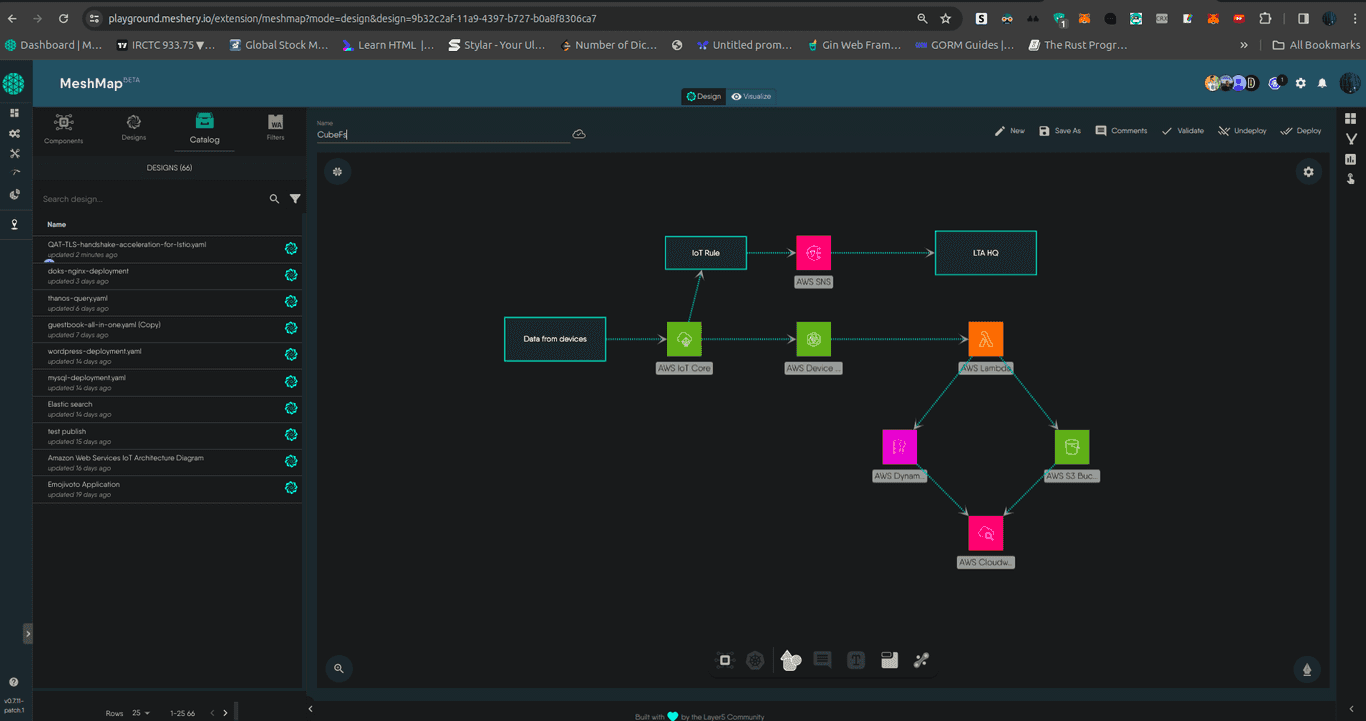 playground.meshery.io/extension/meshmap?mode=design&design=9b32c2af-11a9-4397-b727-b0a8f8306ca7
Dashboard | M...
IRCTC 933.75 ▼...
Global Stock M...
Learn HTML |...
Stylar - Your Ul...
Number of Dic...
Untitled prom...
Gin Web Fram...
GORM Guides |...
The Rust Progr...
»
All Bookmarks
MeshMap BETA
1
Design
Visualize
Components
Designs
Catalog
Filters
WA
Name
CubeFs
New
Save As
Comments
Validate
Undeploy
Deploy
DESIGNS (66)
Search design...
Name
QAT-TLS-handshake-acceleration-for-Istio.yaml
updated 2 minutes ago
doks-nginx-deployment
updated 3 days ago
thanos-query.yaml
updated 6 days ago
guestbook-all-in-one.yaml (Copy)
updated 7 days ago
wordpress-deployment.yaml
updated 14 days ago
mysql-deployment.yaml
updated 14 days ago
Elastic search
updated 14 days ago
test publish
updated 15 days ago
Amazon Web Services IoT Architecture Diagram
updated 16 days ago
Emojivoto Application
updated 19 days ago
IoT Rule
AWS SNS
LTA HQ
Data from devices
AWS IoT Core
AWS Device ...
AWS Lambda
AWS Dynam...
AWS S3 Buc...
AWS Cloudw...
v0.7.11-
patch.1
Rows 25
1-25 66
Built with
by the Layer5 Community